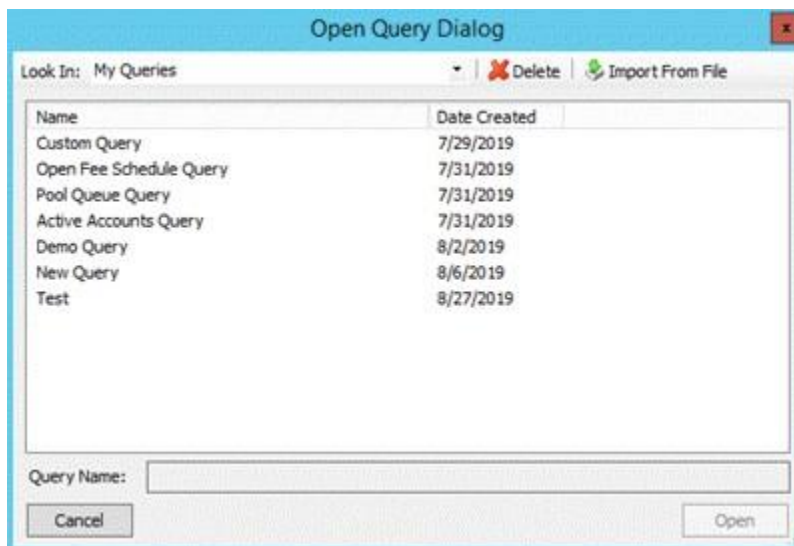 Open Query Dialog
x
Look In: My Queries Delete Import From File
Name Date Created
Custom Query 7/29/2019
Open Fee Schedule Query 7/31/2019
Pool Queue Query 7/31/2019
Active Accounts Query 7/31/2019
Demo Query 8/2/2019
New Query 8/6/2019
Test 8/27/2019
Query Name:
Cancel Open